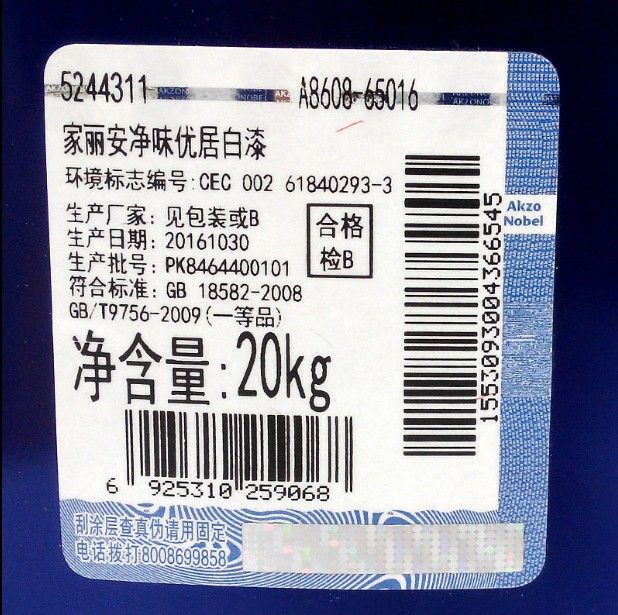 5244311 A8608-65016
家丽安净味优居白漆
环境标志编号:CEC 002 61840293-3
生产厂家: 见包装或B
生产日期: 20161030
生产批号: PK8464400101
符合标准: GB 18582-2008
GB/T9756-2009(一等品)
合格
检B
净含量:20kg
6 925310 259068
15530930043665​45
Akzo
Nobel
刮涂层查真伪请用固定
电话拨打8008699858